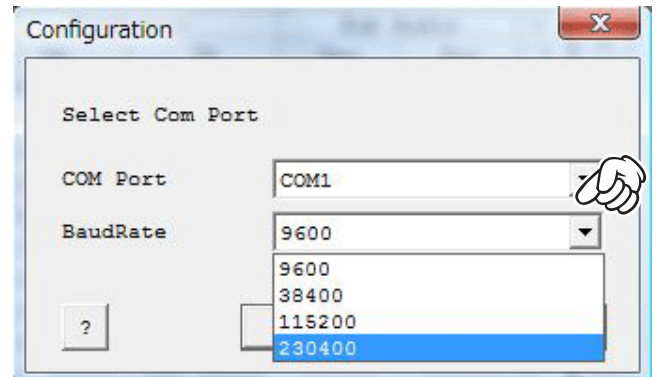 Configuration
Select Com Port
COM Port
COM1
BaudRate
9600
9600
38400
115200
230400
?